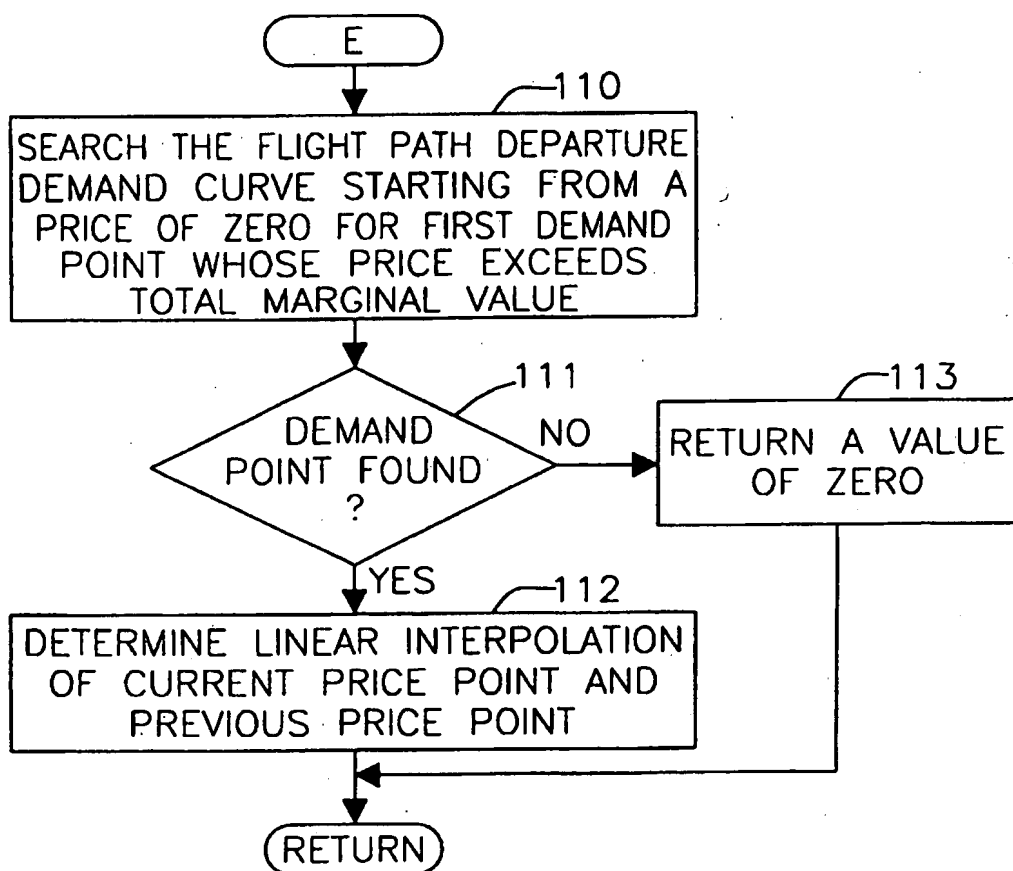 E
110
SEARCH THE FLIGHT PATH DEPARTURE
DEMAND CURVE STARTING FROM A
PRICE OF ZERO FOR FIRST DEMAND
POINT WHOSE PRICE EXCEEDS
TOTAL MARGINAL VALUE
111
DEMAND
POINT FOUND
?
NO
113
RETURN A VALUE
OF ZERO
YES
112
DETERMINE LINEAR INTERPOLATION
OF CURRENT PRICE POINT AND
PREVIOUS PRICE POINT
RETURN